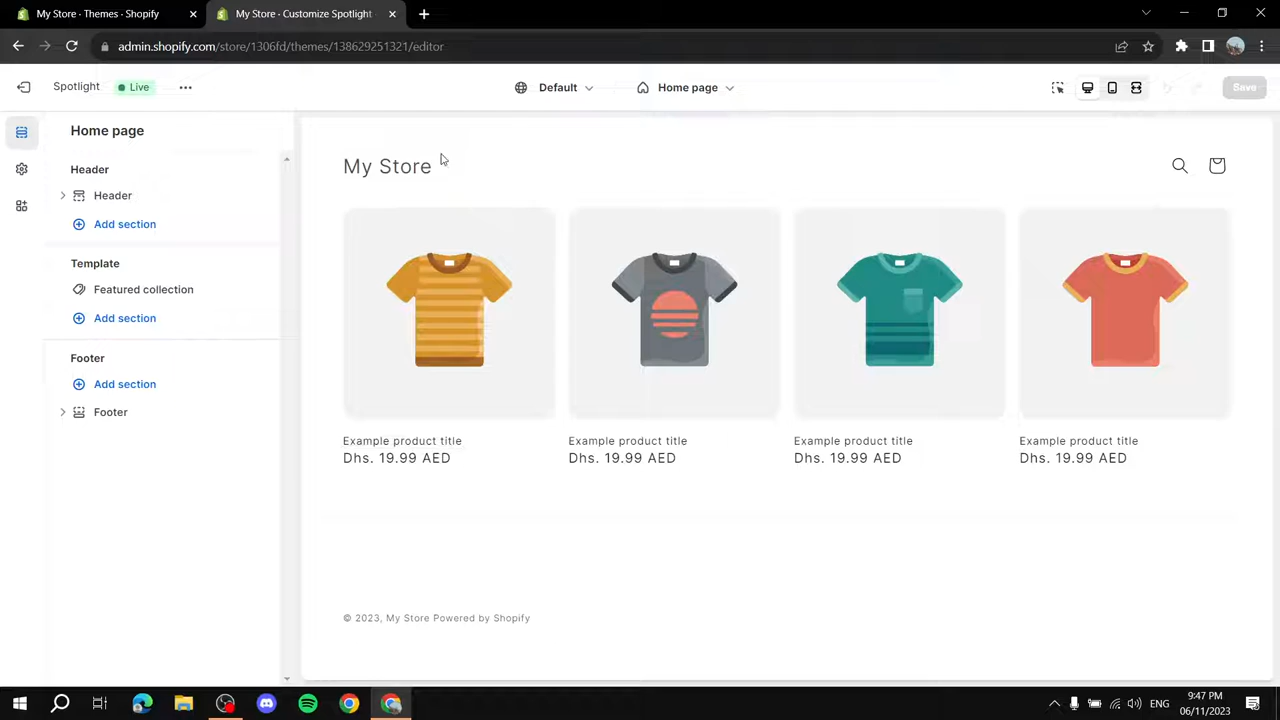 My Store - Themes · Shopify
My Store - Customize Spotlight ·
admin.shopify.com/store/1306fd/themes/138629251321/editor
Spotlight
Live
Default
Home page
Save
Home page
Header
Header
Add section
Template
Featured collection
Add section
Footer
Add section
Footer
My Store
Example product title
Dhs. 19.99 AED
Example product title
Dhs. 19.99 AED
Example product title
Dhs. 19.99 AED
Example product title
Dhs. 19.99 AED
© 2023, My Store Powered by Shopify
ENG
9:47 PM
06/11/2023